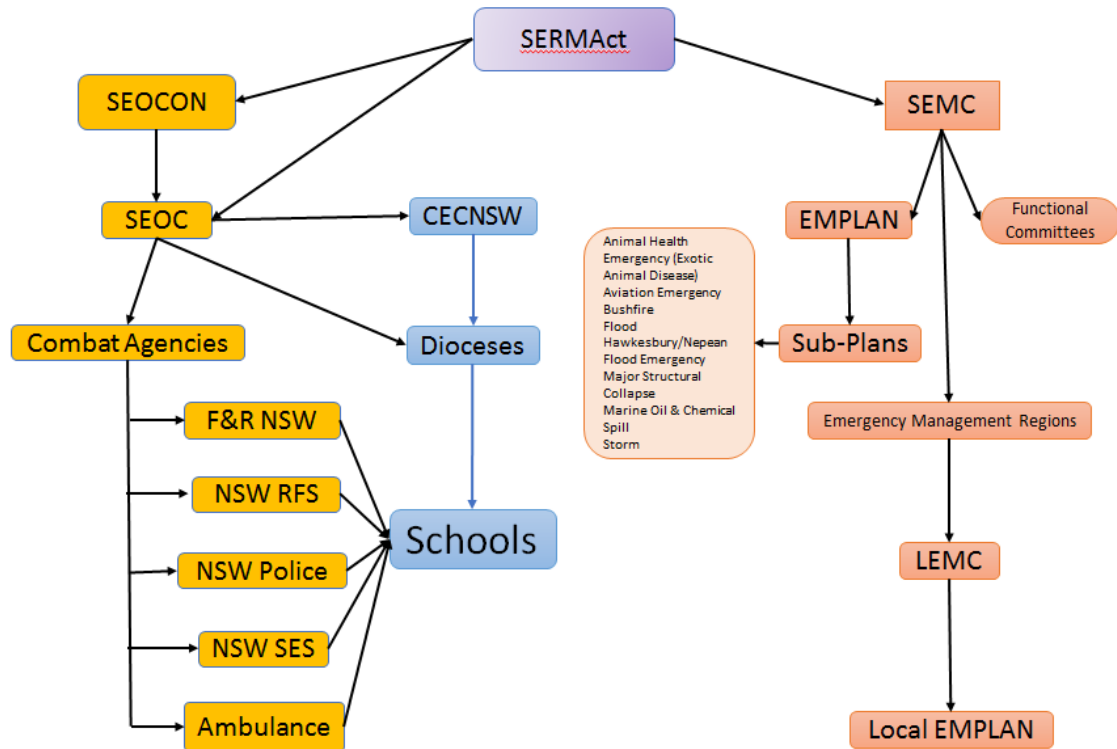 SERMAct
SEOCON
SEMC
SEOC
CECNSW
EMPLAN
Functional
Committees
Animal Health
Emergency (Exotic
Animal Disease)
Aviation Emergency
Bushfire
Flood
Hawkesbury/Nepean
Flood Emergency
Major Structural
Collapse
Marine Oil & Chemical
Spill
Storm
Combat Agencies
Dioceses
Sub-Plans
F&R NSW
Emergency Management Regions
NSW RFS
Schools
NSW Police
LEMC
NSW SES
Ambulance
Local EMPLAN